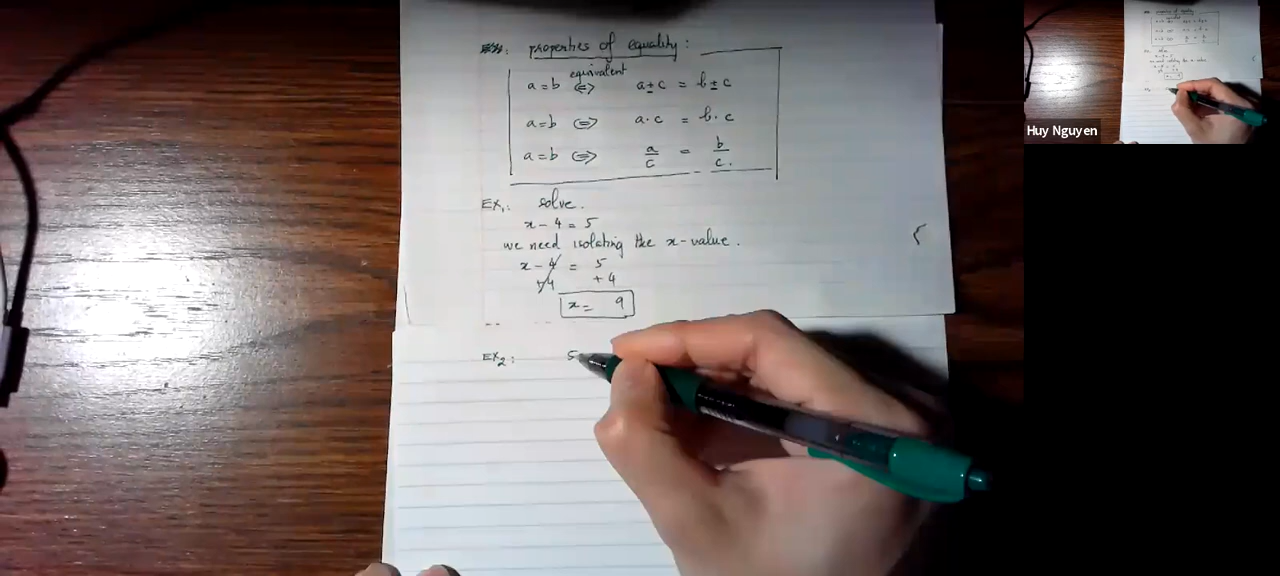 properties of equality:
equivalent
a=b ⇔ a±c = b±c
a=b ⇔ a·c = b·c
a=b ⇔ a/c = b/c.
EX1: solve.
x-4=5
we need isolating the x-value.
x-4 = 5
+4 +4
x= 9
EX2: 5
Huy Nguyen